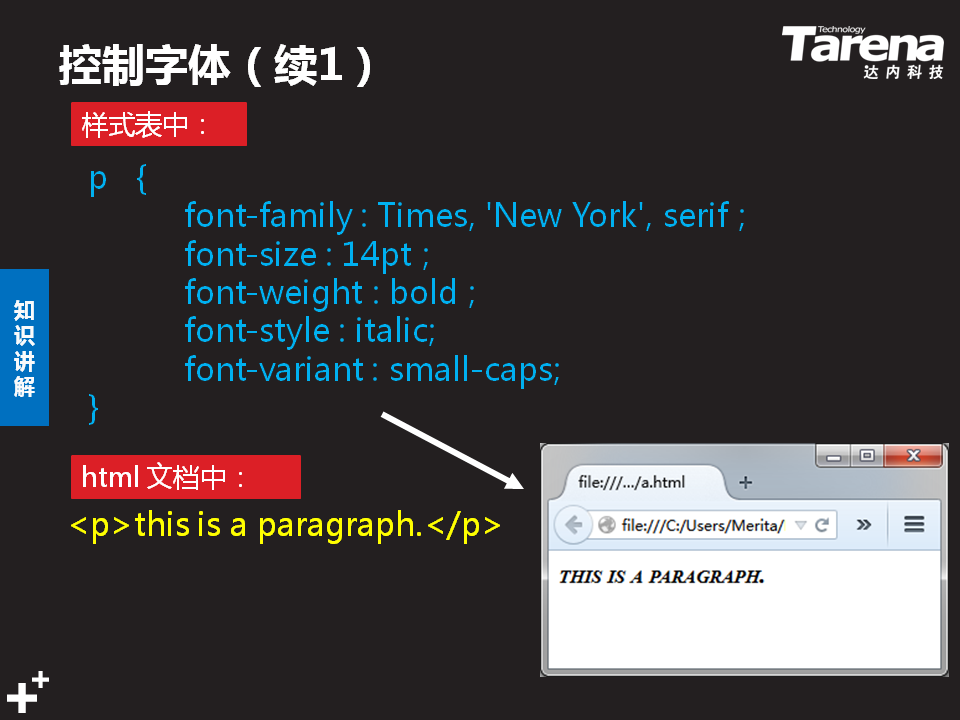 控制字体（续1）
Technology
Tarena
达内科技
样式表中：
p {
font-family : Times, 'New York', serif ;
font-size : 14pt ;
font-weight : bold ;
font-style : italic;
font-variant : small-caps;
}
知识讲解
html 文档中：
<p>this is a paragraph.</p>
file:///.../a.html
file:///C:/Users/Merita/
THIS IS A PARAGRAPH.